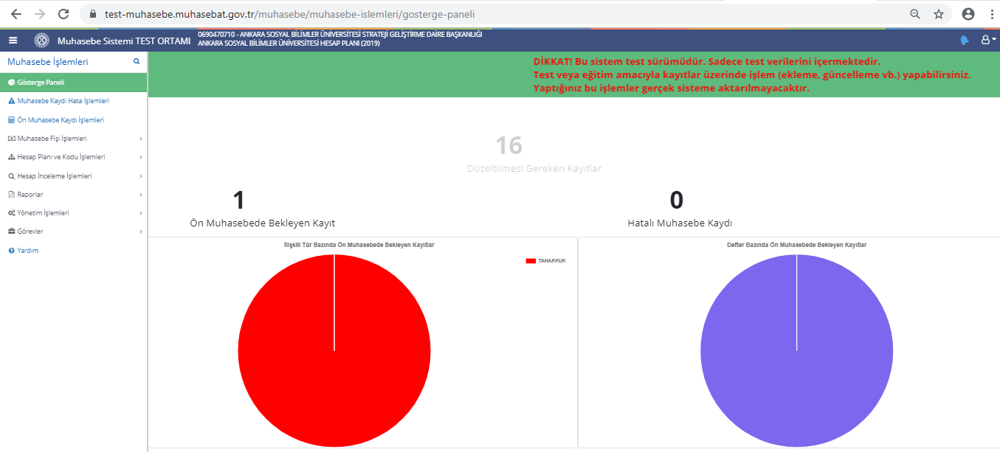 test-muhasebe.muhasebat.gov.tr/muhasebe/muhasebe-islemleri/gosterge-paneli
Muhasebe Sistemi TEST ORTAMI
0690470710 - ANKARA SOSYAL BİLİMLER ÜNİVERSİTESİ STRATEJİ GELİŞTİRME DAİRE BAŞKANLIĞI
ANKARA SOSYAL BİLİMLER ÜNİVERSİTESİ HESAP PLANI (2019)
Muhasebe İşlemleri
Gösterge Paneli
Muhasebe Kaydı Hata İşlemleri
Ön Muhasebe Kaydı İşlemleri
Muhasebe Fişi İşlemleri
Hesap Planı ve Kodu İşlemleri
Hesap İnceleme İşlemleri
Raporlar
Yönetim İşlemleri
Görevler
Yardım
DİKKAT! Bu sistem test sürümüdür. Sadece test verilerini içermektedir.
Test veya eğitim amacıyla kayıtlar üzerinde işlem (ekleme, güncelleme vb.) yapabilirsiniz.
Yaptığınız bu işlemler gerçek sisteme aktarılmayacaktır.
16
Düzeltilmesi Gereken Kayıtlar
1
Ön Muhasebede Bekleyen Kayıt
0
Hatalı Muhasebe Kaydı
İlişkili Tür Bazında Ön Muhasebede Bekleyen Kayıtlar
TAHAKKUK
Defter Bazında Ön Muhasebede Bekleyen Kayıtlar